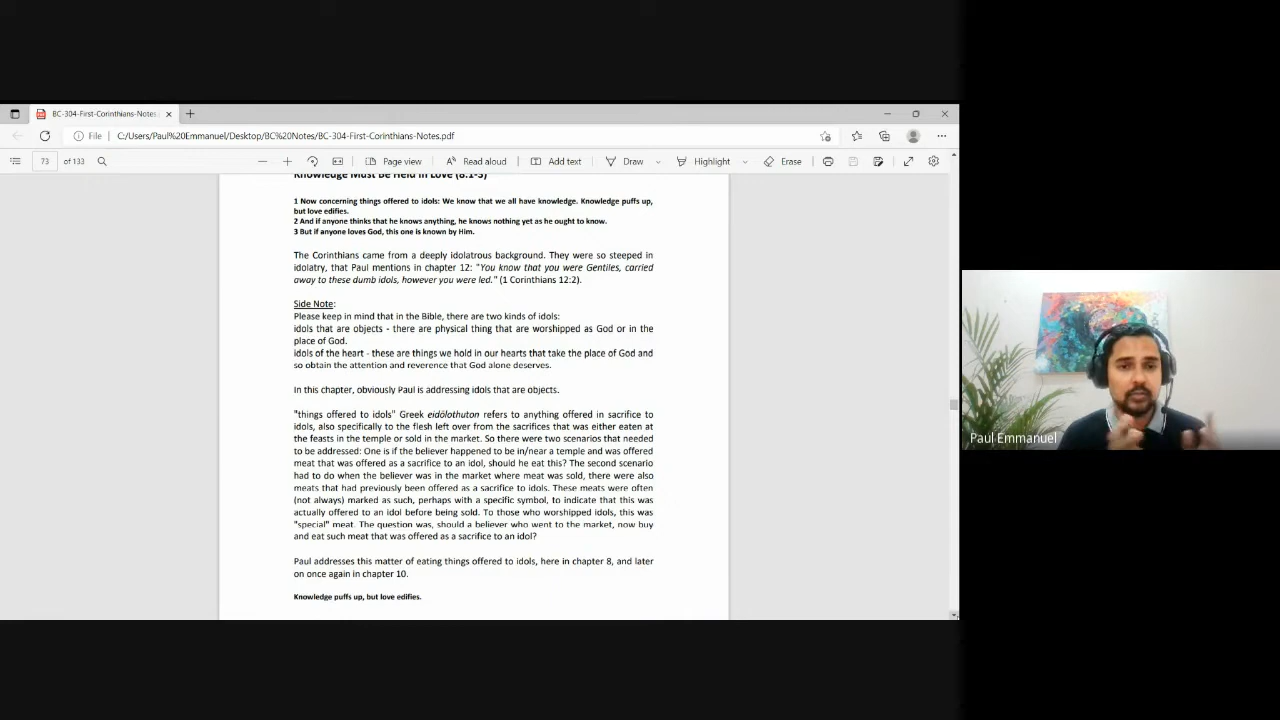 BC-304-First-Corinthians-Notes
File C:/Users/Paul%20Emmanuel/Desktop/BC%20Notes/BC-304-First-Corinthians-Notes.pdf
73 of 133 Page view Read aloud Add text Draw Highlight Erase
Knowledge Must Be Held in Love (8:1-3)
1 Now concerning things offered to idols: We know that we all have knowledge. Knowledge puffs up,
but love edifies.
2 And if anyone thinks that he knows anything, he knows nothing yet as he ought to know.
3 But if anyone loves God, this one is known by Him.
The Corinthians came from a deeply idolatrous background. They were so steeped in
idolatry, that Paul mentions in chapter 12: "You know that you were Gentiles, carried
away to these dumb idols, however you were led." (1 Corinthians 12:2).
Side Note:
Please keep in mind that in the Bible, there are two kinds of idols:
idols that are objects - there are physical thing that are worshipped as God or in the
place of God.
idols of the heart - these are things we hold in our hearts that take the place of God and
so obtain the attention and reverence that God alone deserves.
In this chapter, obviously Paul is addressing idols that are objects.
"things offered to idols" Greek eidōlothuton refers to anything offered in sacrifice to
idols, also specifically to the flesh left over from the sacrifices that was either eaten at
the feasts in the temple or sold in the market. So there were two scenarios that needed
to be addressed: One is if the believer happened to be in/near a temple and was offered
meat that was offered as a sacrifice to an idol, should he eat this? The second scenario
had to do when the believer was in the market where meat was sold, there were also
meats that had previously been offered as a sacrifice to idols. These meats were often
(not always) marked as such, perhaps with a specific symbol, to indicate that this was
actually offered to an idol before being sold. To those who worshipped idols, this was
"special" meat. The question was, should a believer who went to the market, now buy
and eat such meat that was offered as a sacrifice to an idol?
Paul addresses this matter of eating things offered to idols, here in chapter 8, and later
on once again in chapter 10.
Knowledge puffs up, but love edifies.
Paul Emmanuel